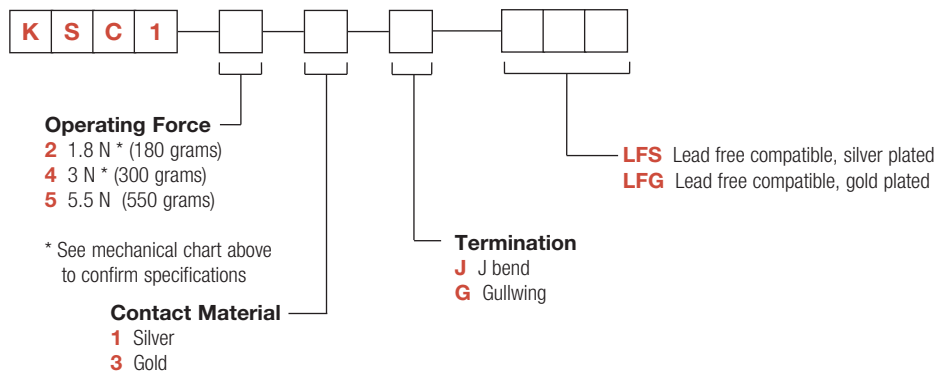 K S C 1
Operating Force
2 1.8 N * (180 grams)
4 3 N * (300 grams)
5 5.5 N (550 grams)
* See mechanical chart above
to confirm specifications
Contact Material
1 Silver
3 Gold
Termination
J J bend
G Gullwing
LFS Lead free compatible, silver plated
LFG Lead free compatible, gold plated